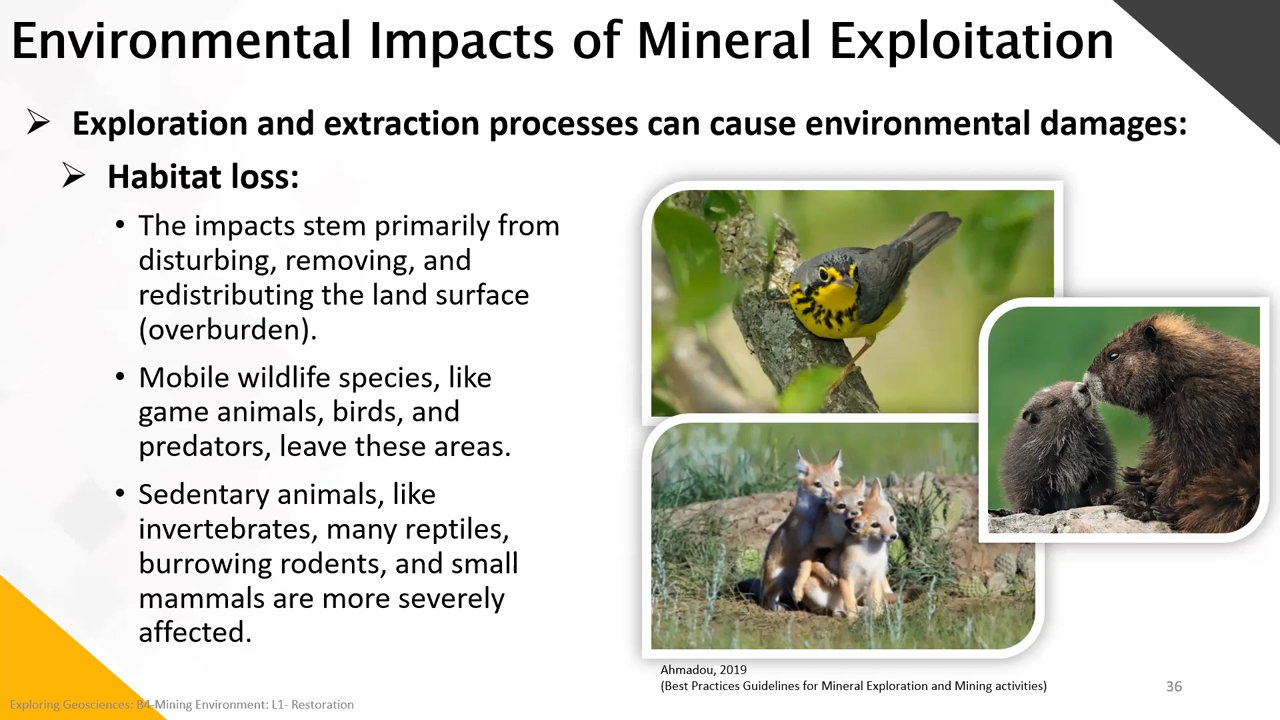 Environmental Impacts of Mineral Exploitation
➢ Exploration and extraction processes can cause environmental damages:
➢ Habitat loss:
• The impacts stem primarily from
disturbing, removing, and
redistributing the land surface
(overburden).
• Mobile wildlife species, like
game animals, birds, and
predators, leave these areas.
• Sedentary animals, like
invertebrates, many reptiles,
burrowing rodents, and small
mammals are more severely
affected.
Ahmadou, 2019
(Best Practices Guidelines for Mineral Exploration and Mining activities)
36
Exploring Geosciences: B4-Mining Environment: L1- Restoration